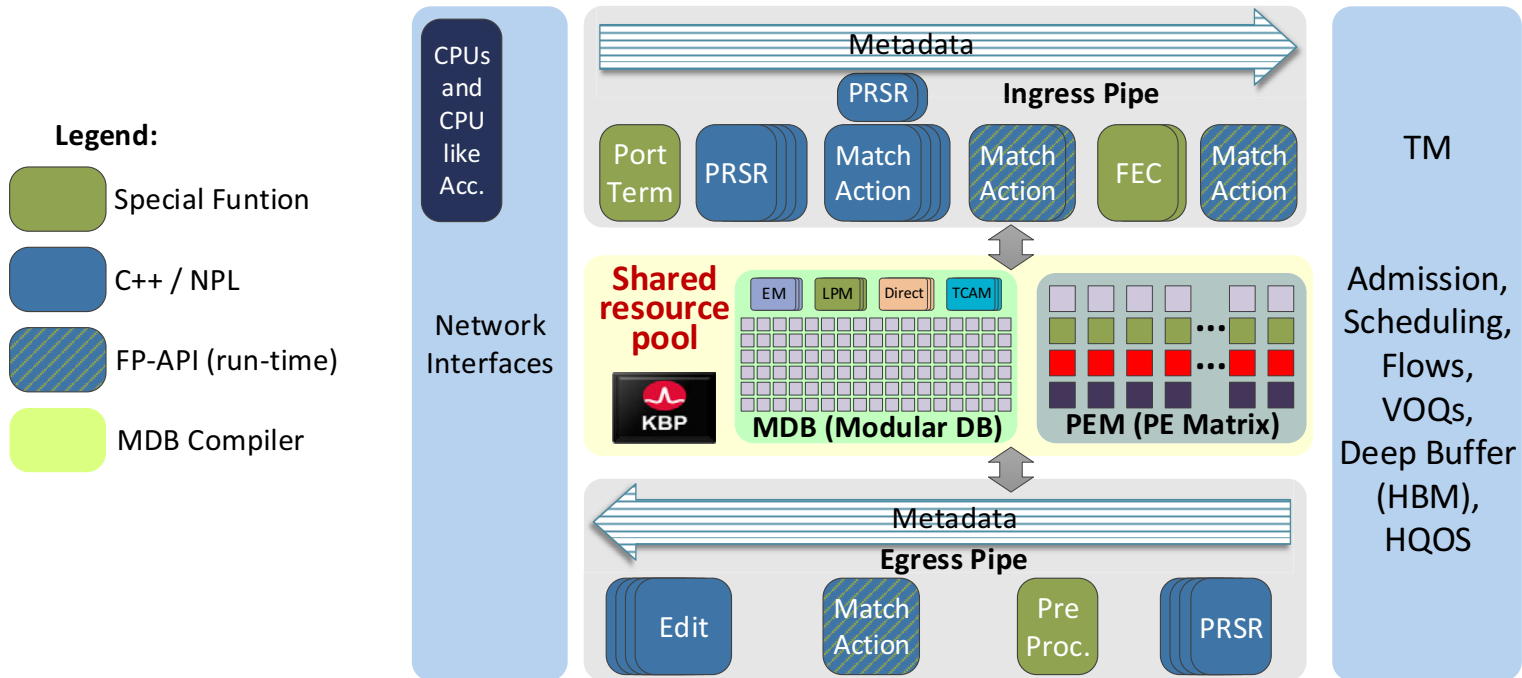 Legend:
Special Funtion
C++ / NPL
FP-API (run-time)
MDB Compiler
CPUs
and
CPU
like
Acc.
Network
Interfaces
Metadata
Ingress Pipe
PRSR
Port
Term
PRSR
Match
Action
Match
Action
FEC
Match
Action
Shared
resource
pool
KBP
EM
LPM
Direct
TCAM
MDB (Modular DB)
...
...
PEM (PE Matrix)
Metadata
Egress Pipe
Edit
Match
Action
Pre
Proc.
PRSR
TM
Admission,
Scheduling,
Flows,
VOQs,
Deep Buffer
(HBM),
HQOS